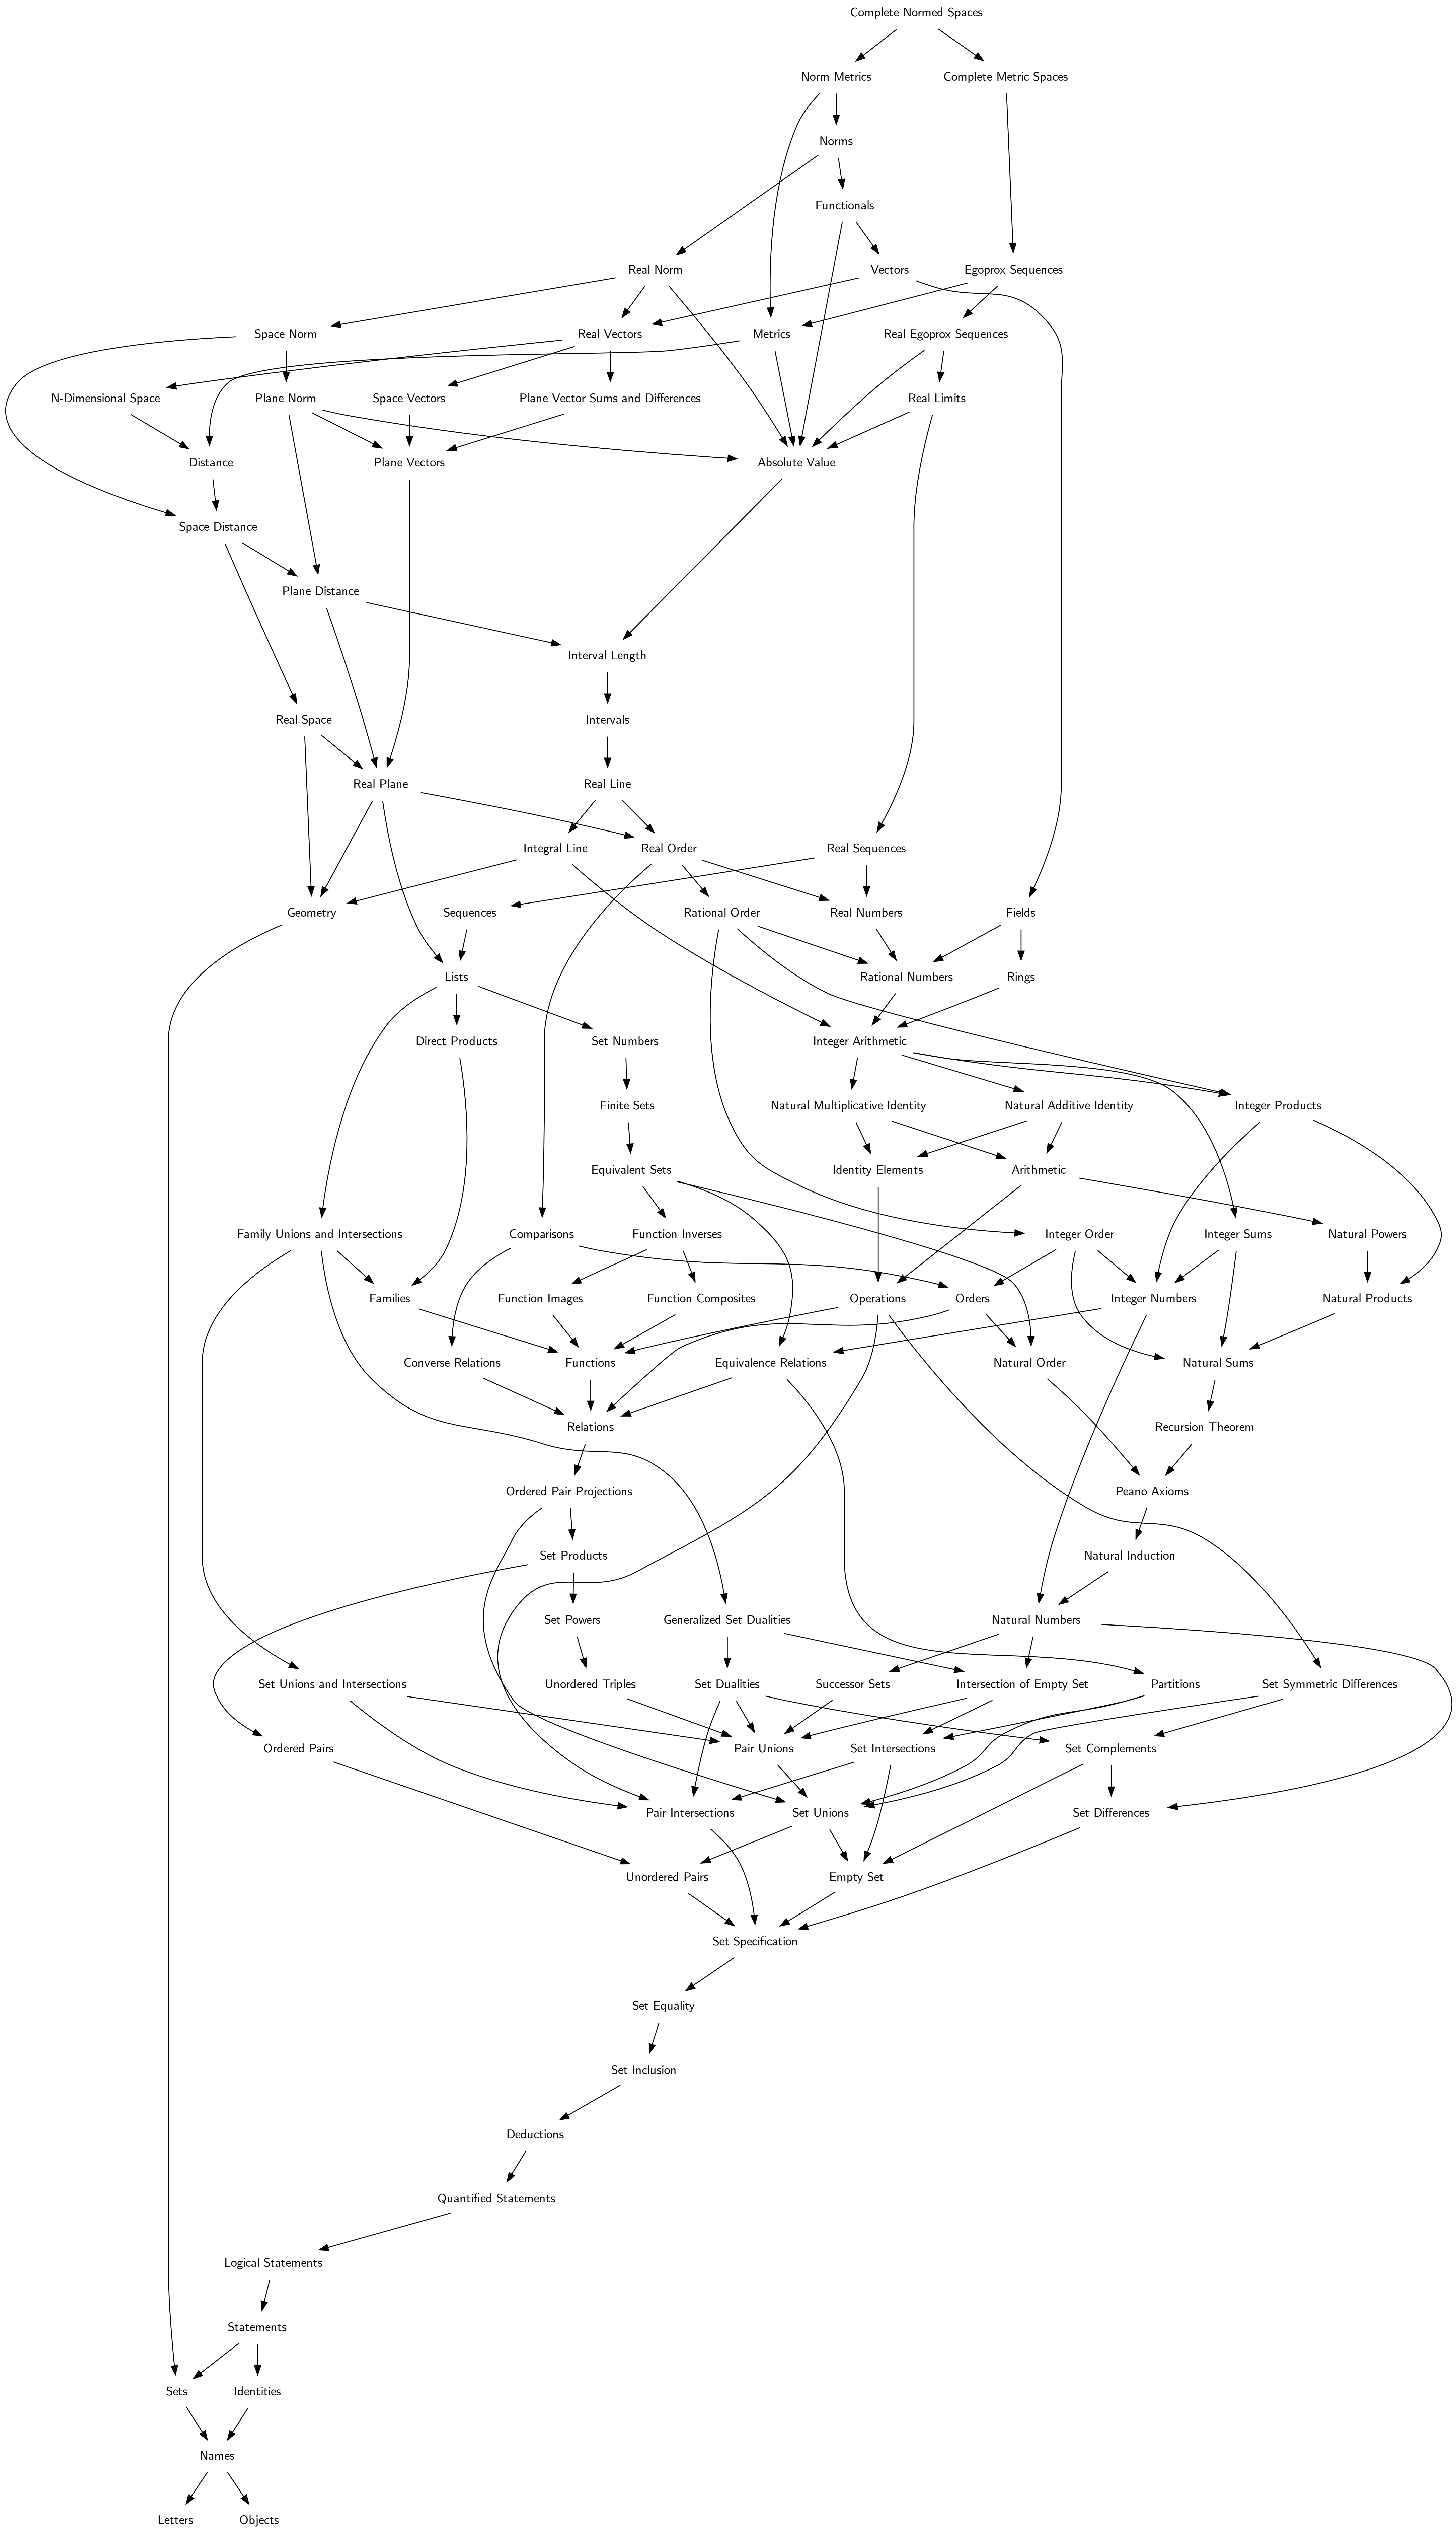 Complete Normed Spaces
Norm Metrics
Complete Metric Spaces
Norms
Functionals
Real Norm
Vectors
Egoprox Sequences
Space Norm
Real Vectors
Metrics
Real Egoprox Sequences
N-Dimensional Space
Plane Norm
Space Vectors
Plane Vector Sums and Differences
Real Limits
Distance
Plane Vectors
Absolute Value
Space Distance
Plane Distance
Interval Length
Real Space
Intervals
Real Plane
Real Line
Integral Line
Real Order
Real Sequences
Geometry
Sequences
Rational Order
Real Numbers
Fields
Lists
Rational Numbers
Rings
Direct Products
Set Numbers
Integer Arithmetic
Finite Sets
Natural Multiplicative Identity
Natural Additive Identity
Integer Products
Equivalent Sets
Identity Elements
Arithmetic
Family Unions and Intersections
Comparisons
Function Inverses
Integer Order
Integer Sums
Natural Powers
Families
Function Images
Function Composites
Operations
Orders
Integer Numbers
Natural Products
Converse Relations
Functions
Equivalence Relations
Natural Order
Natural Sums
Relations
Recursion Theorem
Ordered Pair Projections
Peano Axioms
Set Products
Natural Induction
Set Powers
Generalized Set Dualities
Natural Numbers
Set Unions and Intersections
Unordered Triples
Set Dualities
Successor Sets
Intersection of Empty Set
Partitions
Set Symmetric Differences
Ordered Pairs
Pair Unions
Set Intersections
Set Complements
Pair Intersections
Set Unions
Set Differences
Unordered Pairs
Empty Set
Set Specification
Set Equality
Set Inclusion
Deductions
Quantified Statements
Logical Statements
Statements
Sets
Identities
Names
Letters
Objects